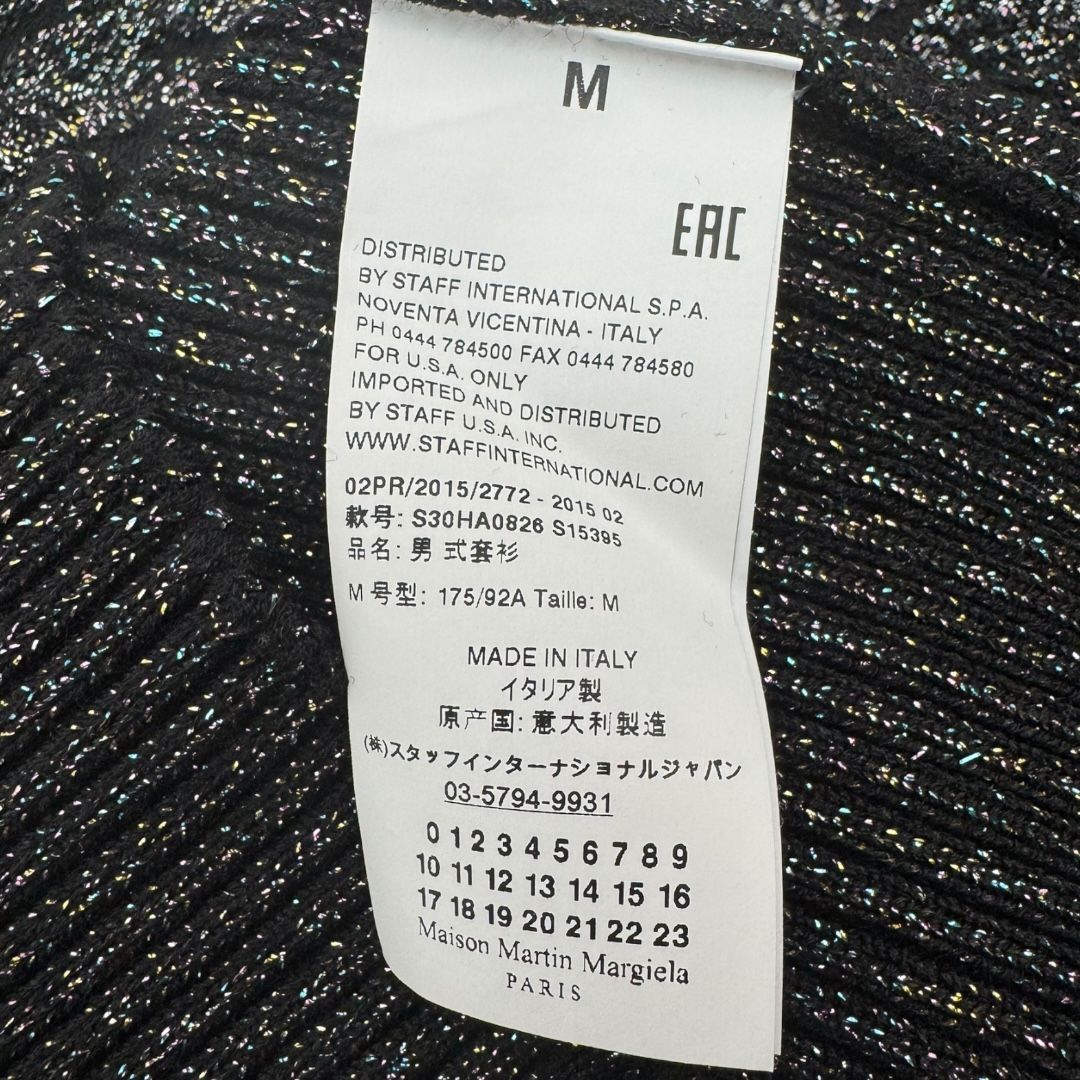 M
EAC
DISTRIBUTED
BY STAFF INTERNATIONAL S.P.A.
NOVENTA VICENTINA - ITALY
PH 0444 784500 FAX 0444 784580
FOR U.S.A. ONLY
IMPORTED AND DISTRIBUTED
BY STAFF U.S.A. INC.
WWW.STAFFINTERNATIONAL.COM
02PR/2015/2772 - 2015 02
款号: S30HA0826 S15395
品名: 男 式套衫
M 号型: 175/92A Taille: M
MADE IN ITALY
イタリア製
原产国: 意大利製造
(株)スタッフインターナショナルジャパン
03-5794-9931
0 1 2 3 4 5 6 7 8 9
10 11 12 13 14 15 16
17 18 19 20 21 22 23
Maison Martin Margiela
PARIS